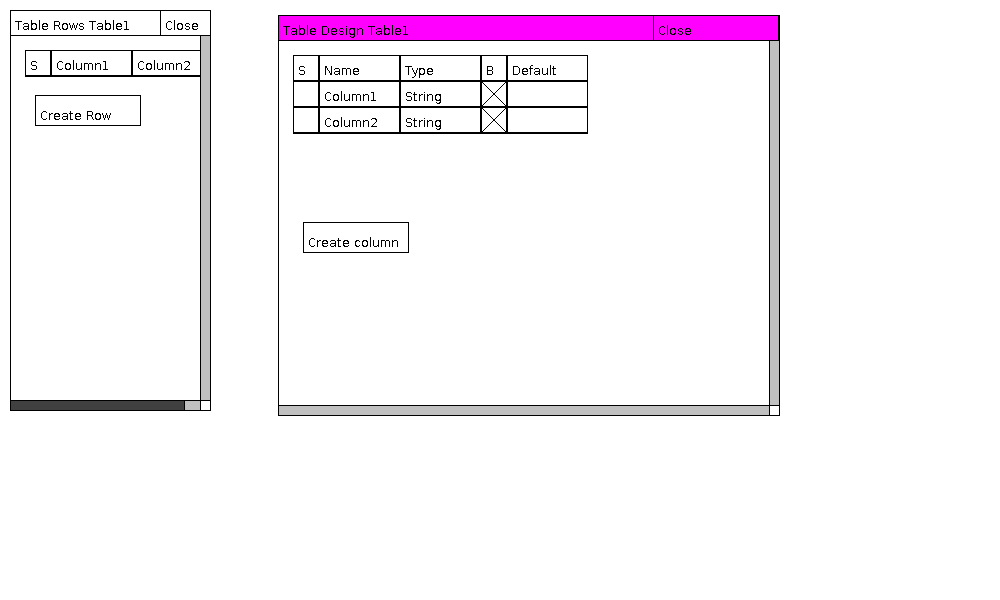 Table Rows Table1 Close
S Column1 Column2
Create Row
Table Design Table1 Close
S Name Type B Default
Column1 String
Column2 String
Create column